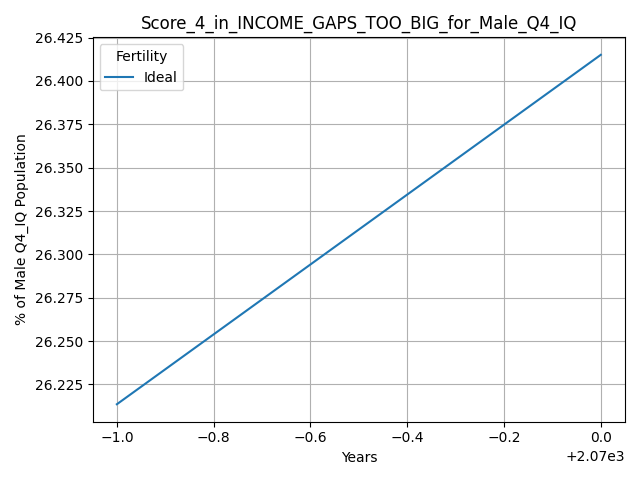 Score_4_in_INCOME_GAPS_TOO_BIG_for_Male_Q4_IQ
Fertility
Ideal
% of Male Q4_IQ Population
26.425
26.400
26.375
26.350
26.325
26.300
26.275
26.250
26.225
−1.0 −0.8 −0.6 −0.4 −0.2 0.0
+2.07e3
Years